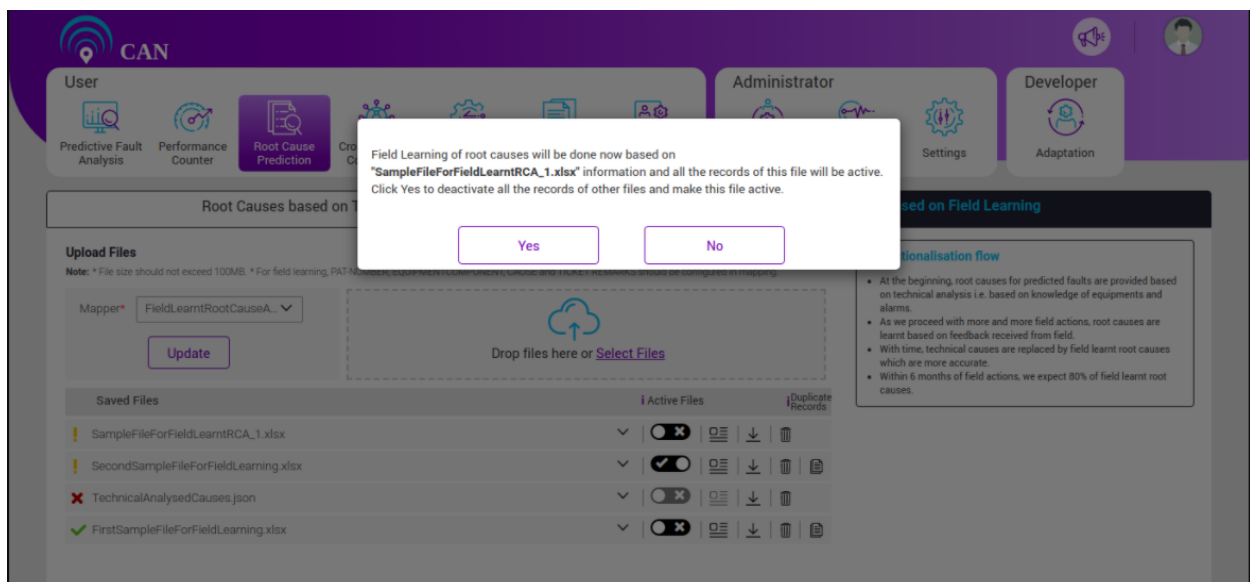 CAN
User
Administrator
Developer
Predictive Fault
Analysis
Performance
Counter
Root Cause
Prediction
Settings
Adaptation
Field Learning of root causes will be done now based on
"SampleFileForFieldLearntRCA_1.xlsx" information and all the records of this file will be active.
Click Yes to deactivate all the records of other files and make this file active.
Yes
No
Root Causes based on
sed on Field Learning
Upload Files
Note: * File size should not exceed 100MB. * For field learning, PAT-NUMBER, EQUIPMENTCOMPONENT, CAUSE and TICKET REMARKS should be configured in mapping.
Mapper* FieldLearntRootCauseA...
Update
Drop files here or Select Files
tionalisation flow
At the beginning, root causes for predicted faults are provided based
on technical analysis i.e. based on knowledge of equipments and
alarms.
As we proceed with more and more field actions, root causes are
learnt based on feedback received from field.
With time, technical causes are replaced by field learnt root causes
which are more accurate.
Within 6 months of field actions, we expect 80% of field learnt root
causes.
Saved Files
i Active Files
i Duplicate
Records
SampleFileForFieldLearntRCA_1.xlsx
SecondSampleFileForFieldLearning.xlsx
TechnicalAnalysedCauses.json
FirstSampleFileForFieldLearning.xlsx